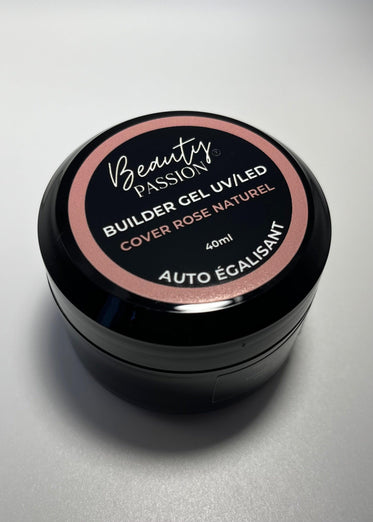 Beauty
PASSION
BUILDER GEL UV/LED
COVER ROSE NATUREL
40ml
AUTO ÉGALISANT